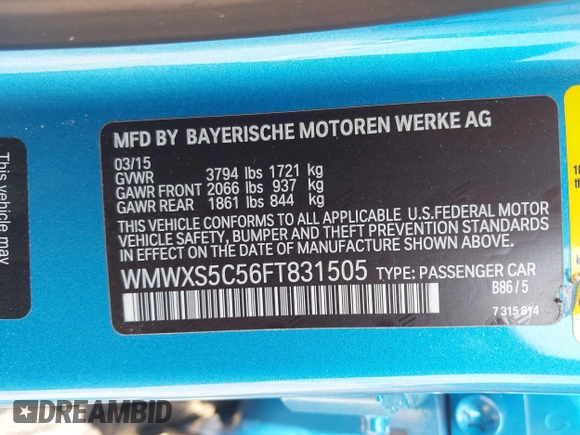 MFD BY BAYERISCHE MOTOREN WERKE AG
03/15
GVWR 3794 lbs 1721 kg
GAWR FRONT 2066 lbs 937 kg
GAWR REAR 1861 lbs 844 kg
THIS VEHICLE CONFORMS TO ALL APPLICABLE U.S.FEDERAL MOTOR
VEHICLE SAFETY, BUMPER, AND THEFT PREVENTION STANDARDS
IN EFFECT ON THE DATE OF MANUFACTURE SHOWN ABOVE.
WMWXS5C56FT831505 TYPE: PASSENGER CAR
B86/5
7 315 814
This vehicle may
DREAMBID